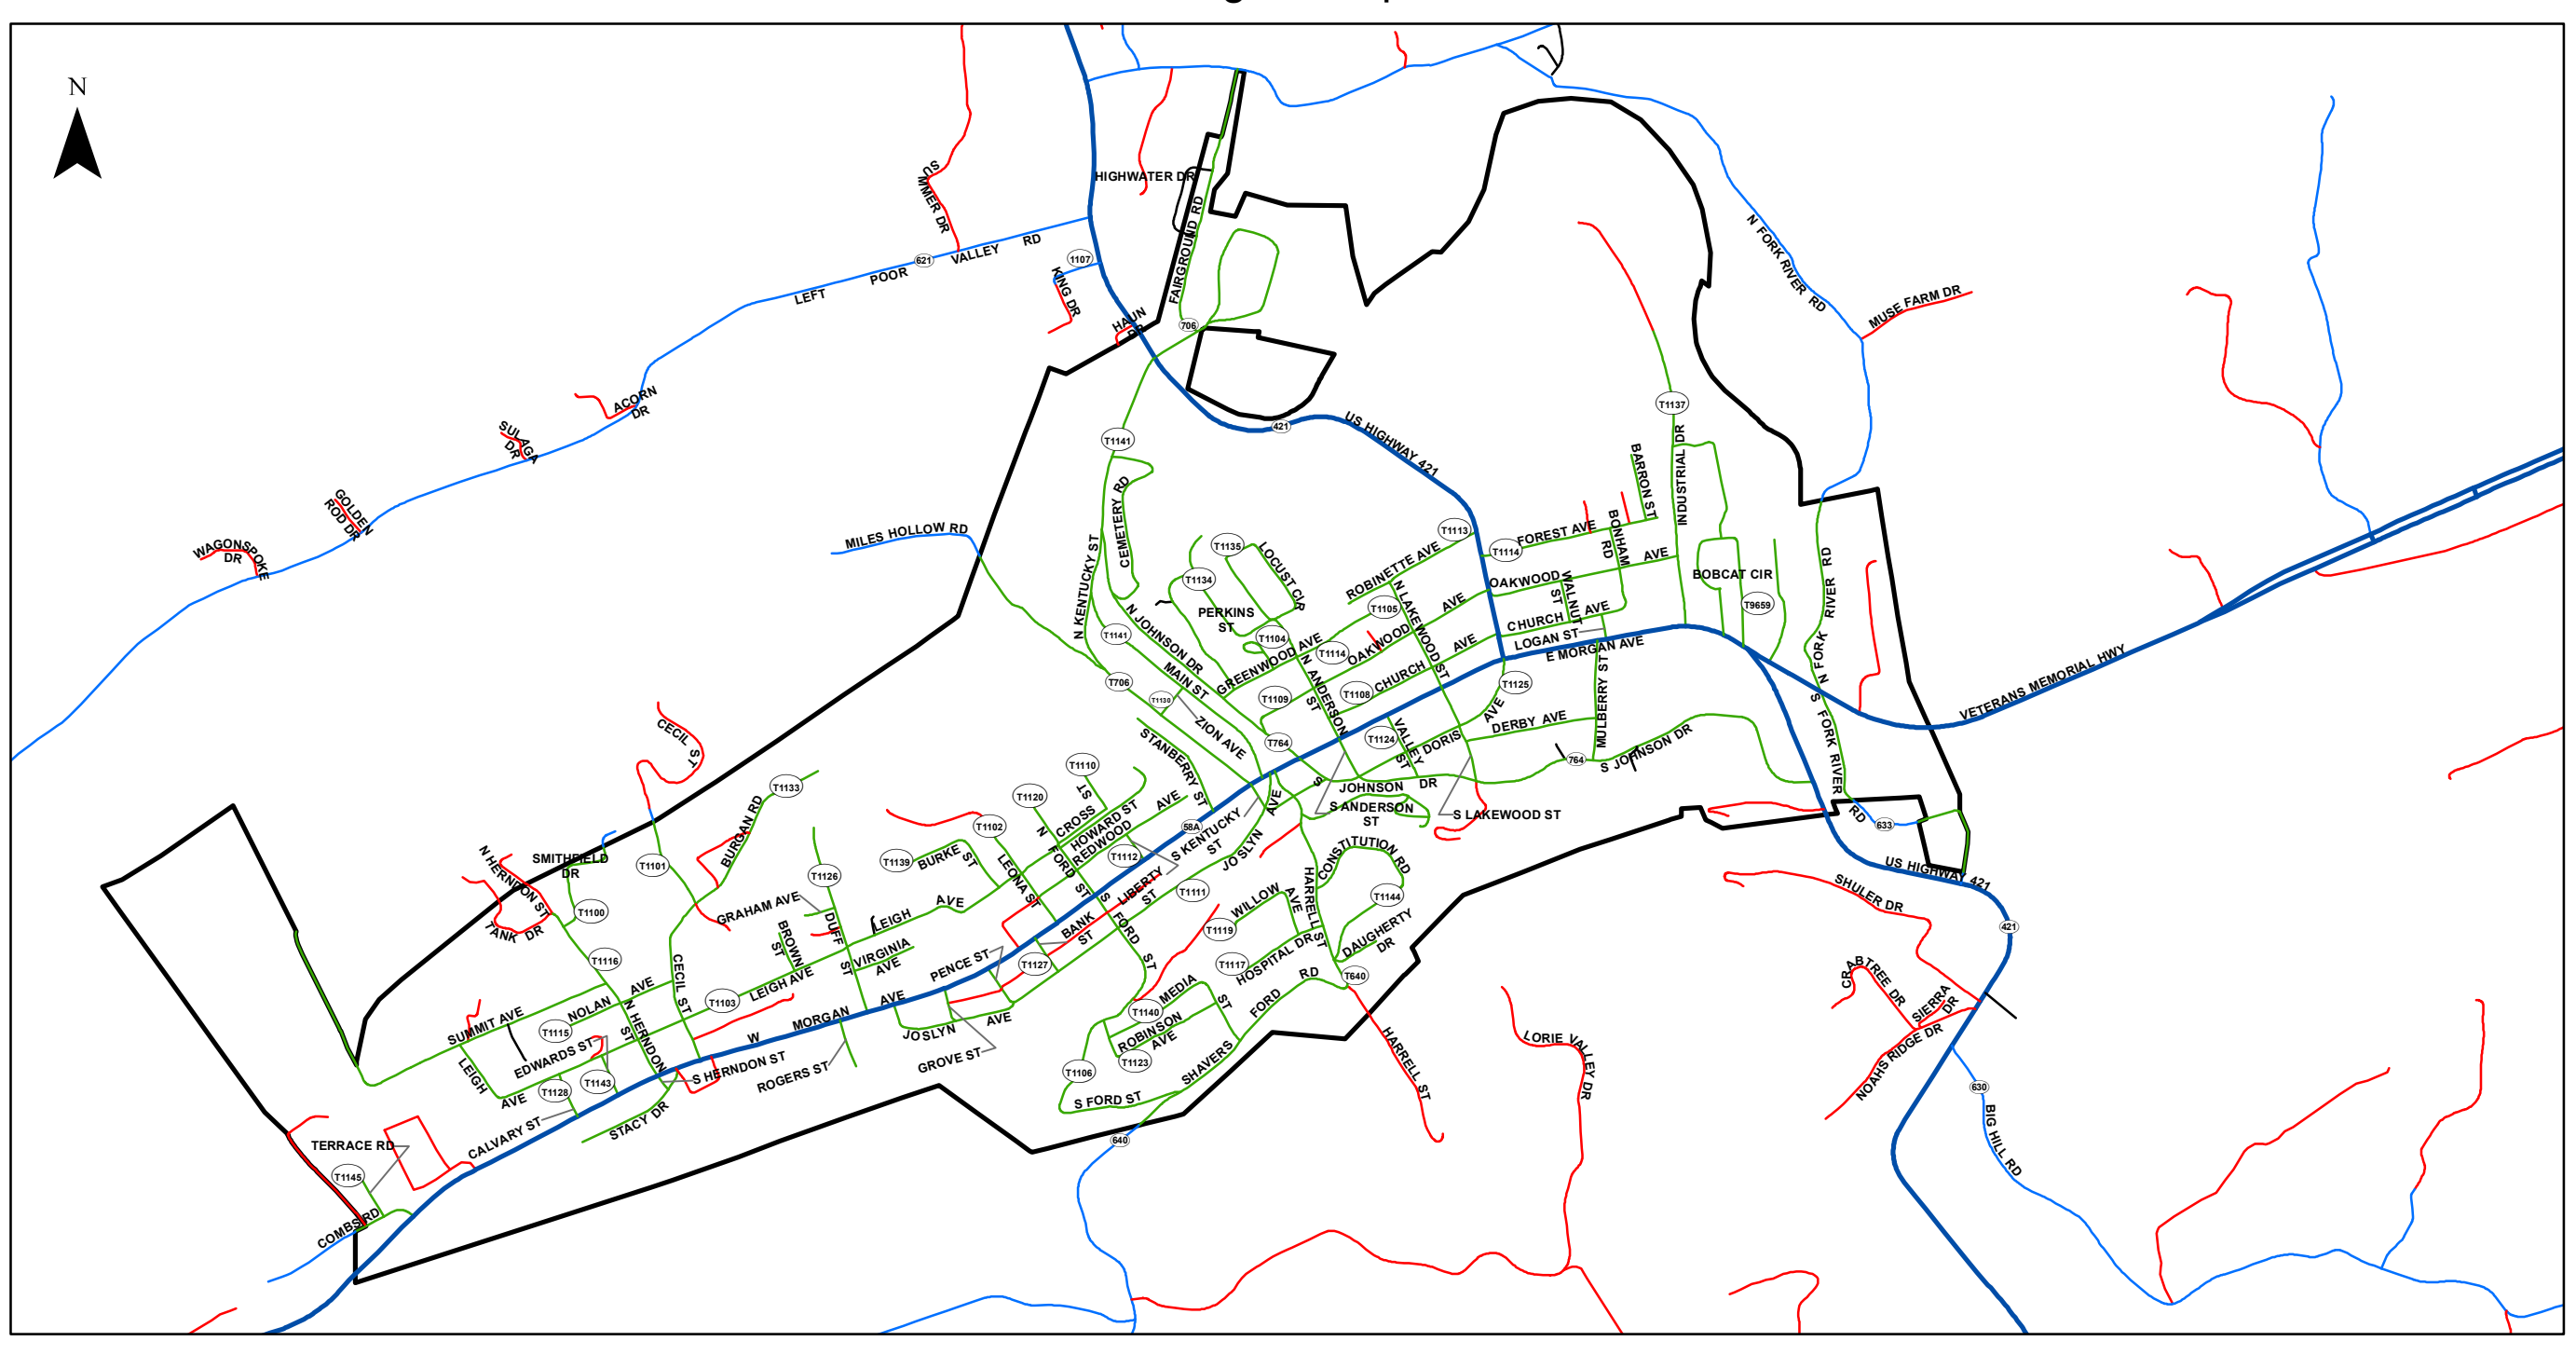 N
SUMMER DR
HIGHWATER DR
FAIRGROUND RD
LEFT POOR VALLEY RD
621
1107
KING DR
HAUN DR
706
N FORK RIVER RD
MUSE FARM DR
ACORN DR
SULAGA DR
GOLDEN ROD DR
WAGONSPOKE DR
MILES HOLLOW RD
T1141
421
US HIGHWAY 421
T1137
INDUSTRIAL DR
BARRON ST
BONHAM RD
CEMETERY RD
N KENTUCKY ST
T1135
LOCUST CIR
T1134
PERKINS ST
T1113
ROBINETTE AVE
T1114
FOREST AVE
OAKWOOD AVE
WALNUT ST
BOBCAT CIR
T9659
N FORK RIVER RD
T1141
N JOHNSON DR
MAIN ST
T1104
GREENWOOD AVE
T1105
T1114
OAKWOOD AVE
N LAKEWOOD ST
CHURCH AVE
LOGAN ST
E MORGAN AVE
T706
T1130
ZION AVE
T1109
N ANDERSON ST
T1108
CHURCH AVE
T1125
MULBERRY ST
DERBY AVE
DORIS AVE
VALLEY ST
T1124
T764
764
S JOHNSON DR
S FORK RIVER RD
633
VETERANS MEMORIAL HWY
STANBERRY ST
CECIL ST
T1133
BURGAN RD
T1110
T1120
CROSS ST
HOWARD ST
REDWOOD AVE
58A
S KENTUCKY ST
JOSLYN AVE
S JOHNSON DR
S ANDERSON ST
S LAKEWOOD ST
T1102
T1139
BURKE ST
LEONA ST
N FORD ST
T1112
LIBERTY ST
T1111
CONSTITUTION RD
T1144
HARRELL ST
WILLOW AVE
T1119
HOSPITAL DR
T1117
DAUGHERTY DR
T640
US HIGHWAY 421
421
SHULER DR
CRABTREE DR
SIERRA DR
NOAHS RIDGE DR
630
BIG HILL RD
N HERNDON ST
SMITHFIELD DR
T1101
T1100
TANK DR
T1126
GRAHAM AVE
BROWN ST
DUFF ST
LEIGH AVE
VIRGINIA AVE
PENCE ST
BANK ST
T1127
S FORD ST
T1116
CECIL ST
NOLAN AVE
SUMMIT AVE
T1115
T1103
LEIGH AVE
W MORGAN AVE
JOSLYN AVE
T1140
MEDIA ST
ROBINSON AVE
T1123
FORD RD
SHAVERS
T1106
S FORD ST
640
HARRELL ST
LORIE VALLEY DR
N HERNDON ST
EDWARDS ST
LEIGH AVE
T1128
T1143
S HERNDON ST
ROGERS ST
GROVE ST
STACY DR
CALVARY ST
TERRACE RD
T1145
COMBS RD